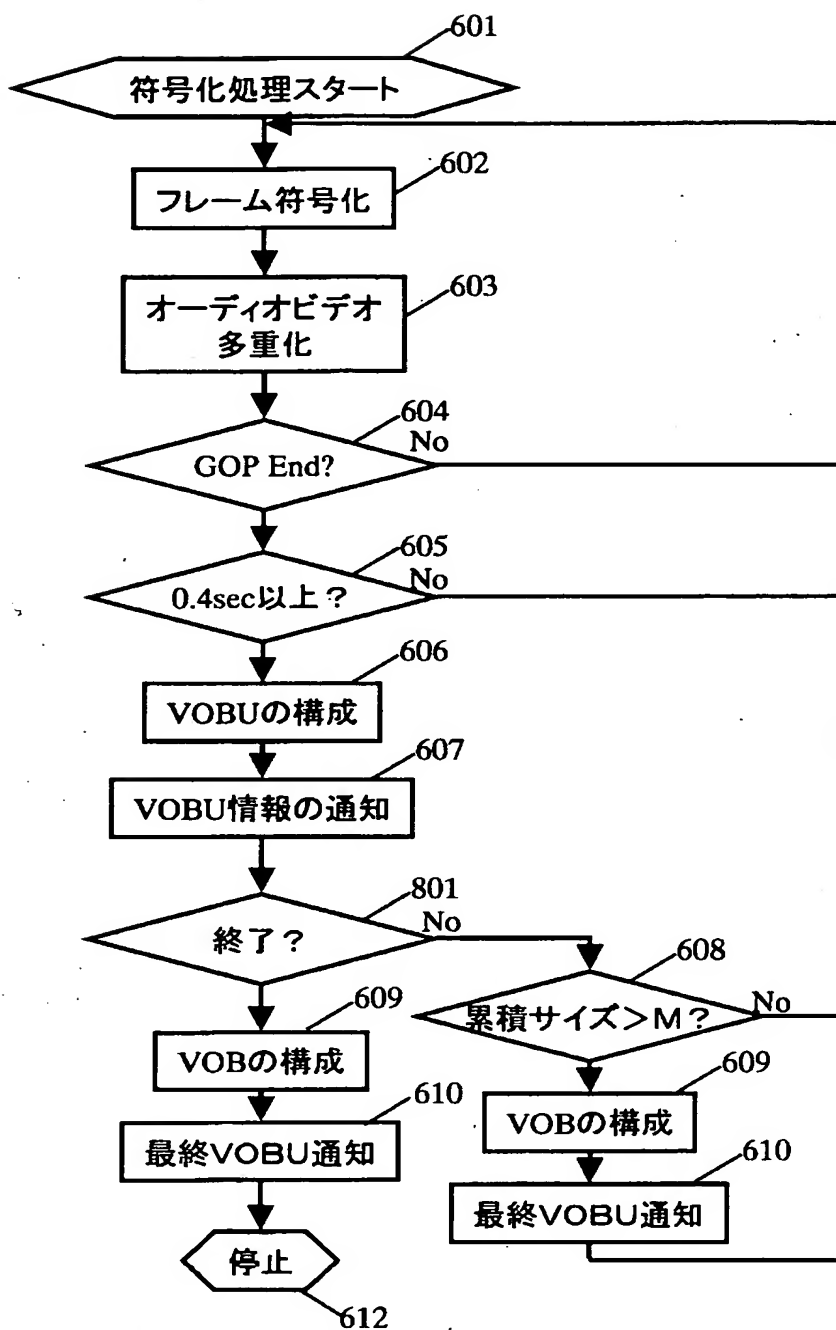 601
符号化処理スタート
602
フレーム符号化
603
オーディオビデオ
多重化
604
No
GOP End?
605
No
0.4sec以上？
606
VOBUの構成
607
VOBU情報の通知
801
No
終了？
608
No
累積サイズ＞M？
609
VOBの構成
609
VOBの構成
610
最終VOBU通知
610
最終VOBU通知
停止
612